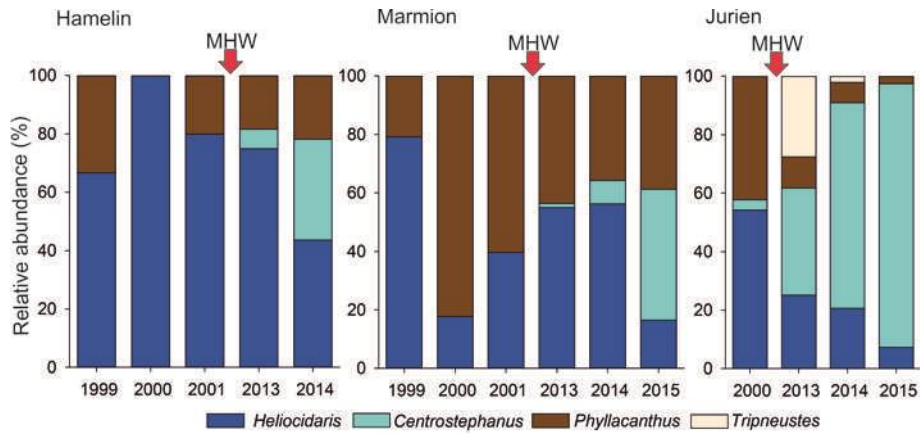 Hamelin Marmion Jurien
MHW MHW MHW
100 100 100
80 80 80
60 60 60
40 40 40
20 20 20
0 0 0
Relative abundance (%)
1999 2000 2001 2013 2014 1999 2000 2001 2013 2014 2015 2000 2013 2014 2015
Heliocidaris Centrostephanus Phyllacanthus Tripneustes